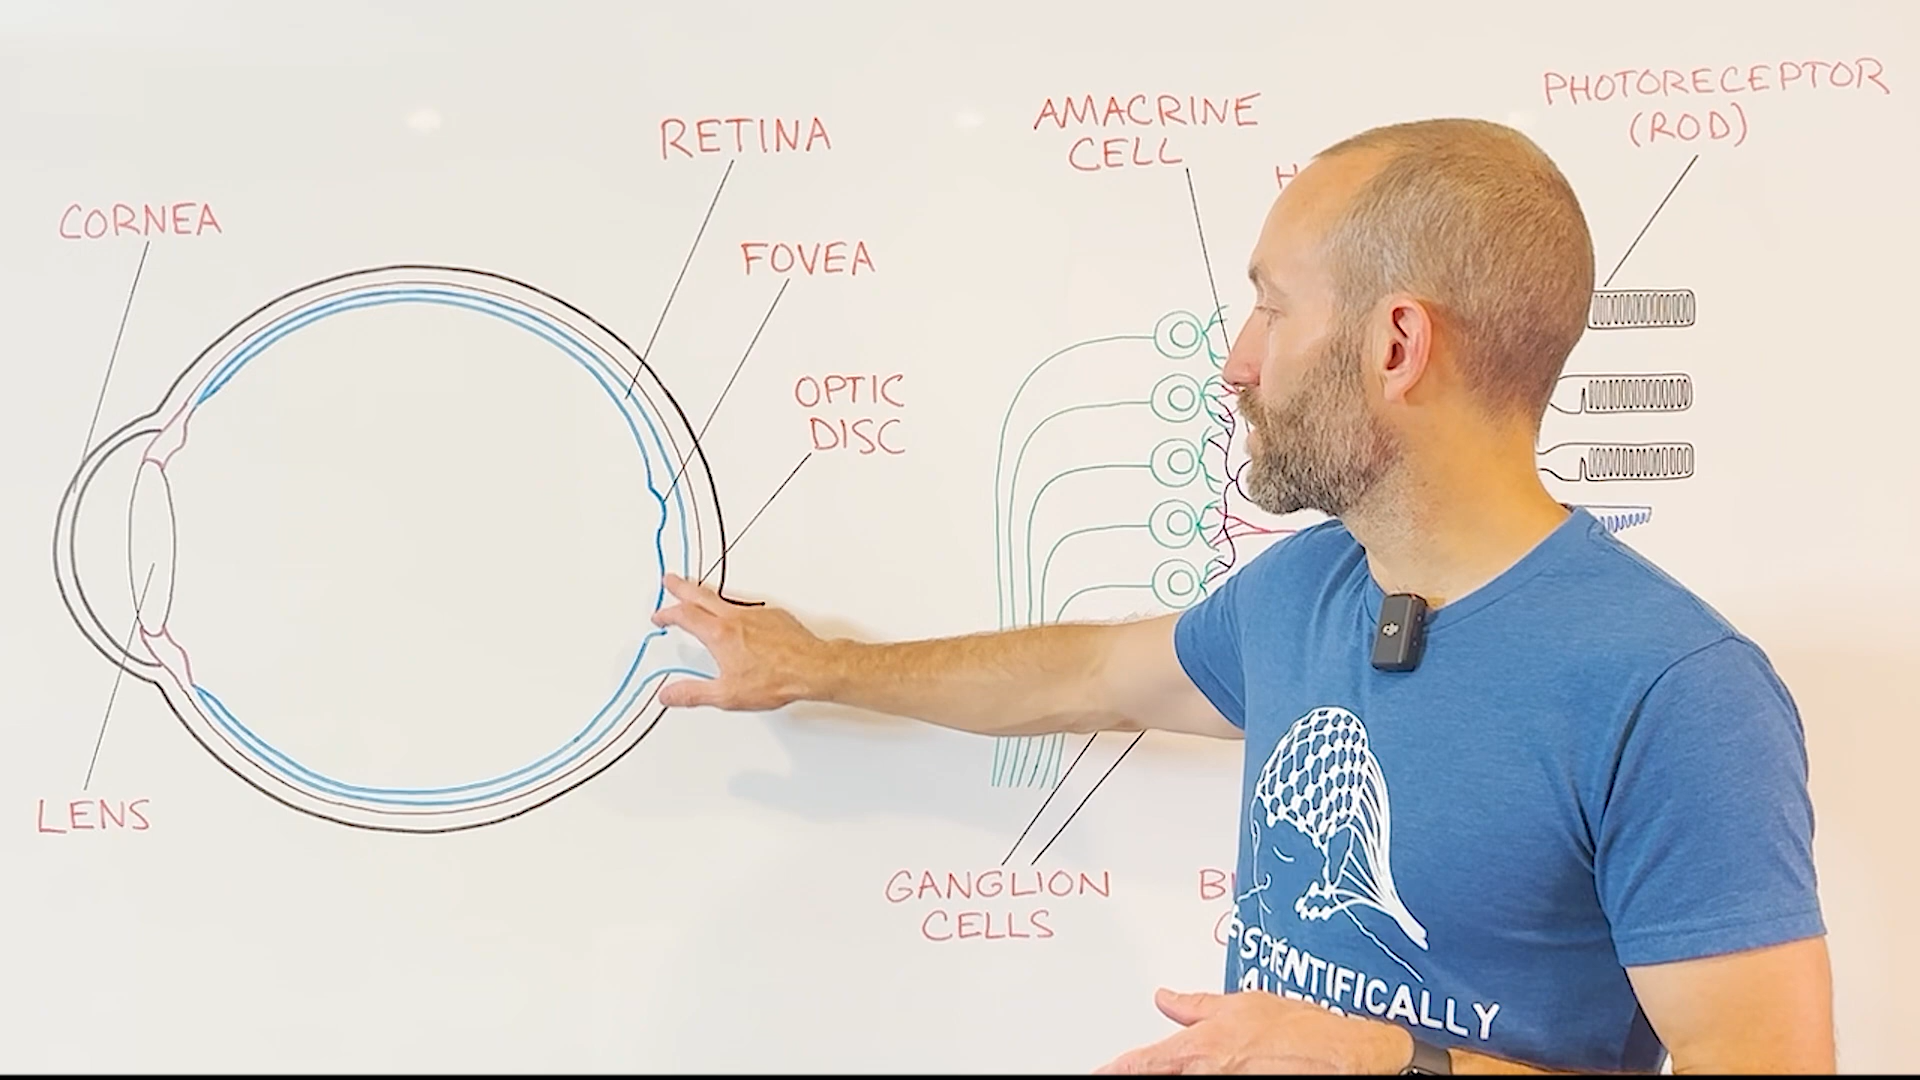 CORNEA
RETINA
FOVEA
OPTIC
DISC
LENS
AMACRINE
CELL
H
PHOTORECEPTOR
(ROD)
GANGLION
CELLS
B
SCIENTIFICALLY